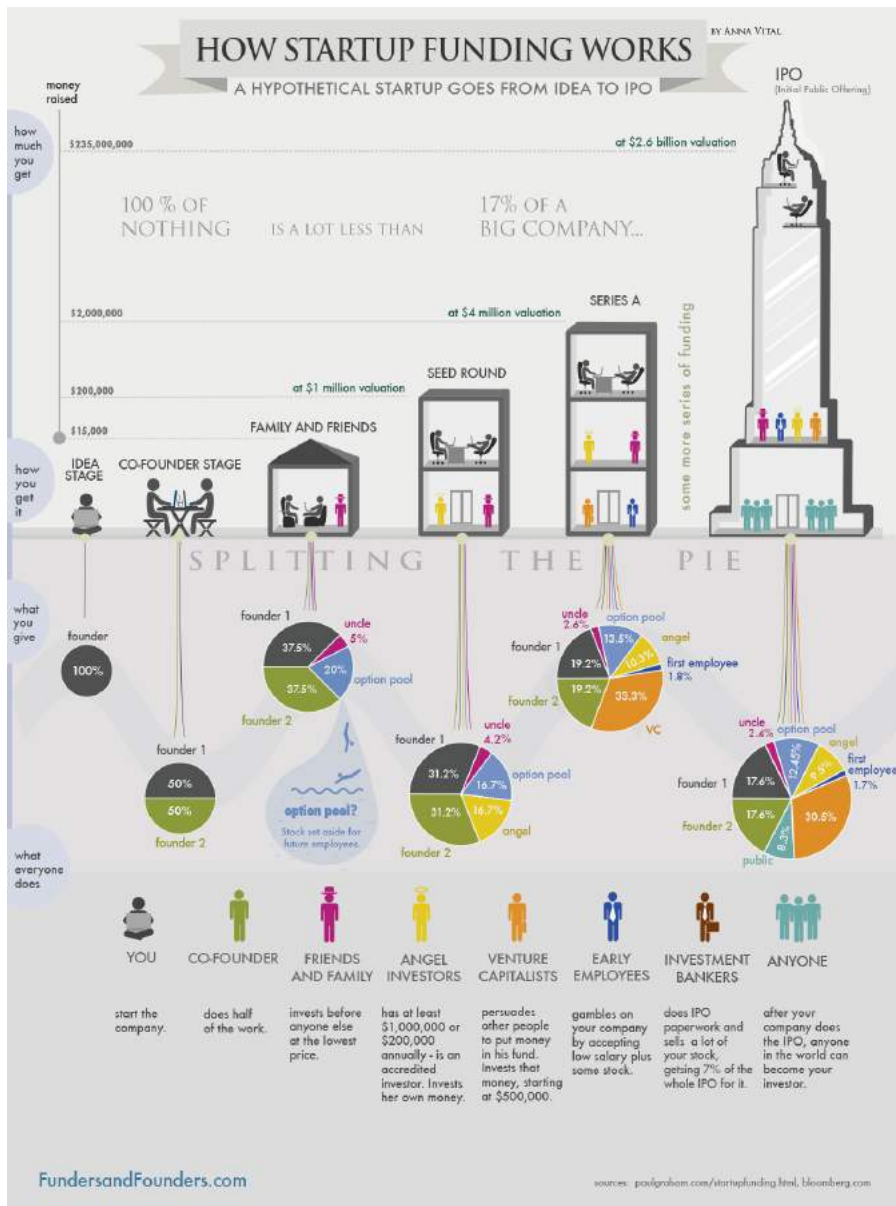 BY ANNA VITAL
HOW STARTUP FUNDING WORKS
A HYPOTHETICAL STARTUP GOES FROM IDEA TO IPO
money
raised
IPO
(Initial Public Offering)
how
much
you
get
$235,000,000
at $2.6 billion valuation
100 % OF
NOTHING
IS A LOT LESS THAN
17% OF A
BIG COMPANY...
$2,000,000
at $4 million valuation
SERIES A
some more series of funding
$200,000
at $1 million valuation
SEED ROUND
$15,000
FAMILY AND FRIENDS
how
you
get
it
IDEA
STAGE
CO-FOUNDER STAGE
SPLITTING THE PIE
what
you
give
founder
100%
founder 1
50%
50%
founder 2
founder 1
uncle
5%
37.5%
20%
option pool
37.5%
founder 2
option pool?
Stock set aside for
future employees.
founder 1
uncle
4.2%
31.2%
option pool
16.7%
31.2%
16.7%
angel
founder 2
uncle
2.6%
option pool
13.5%
angel
10.3%
founder 1
19.2%
first employee
1.8%
19.2%
33.3%
founder 2
VC
uncle
2.4%
option pool
12.45%
angel
9.5%
first
employee
1.7%
founder 1
17.6%
founder 2
17.6%
30.5%
8.3%
public
what
everyone
does
YOU
start the
company.
CO-FOUNDER
does half
of the work.
FRIENDS
AND FAMILY
invests before
anyone else
at the lowest
price.
ANGEL
INVESTORS
has at least
$1,000,000 or
$200,000
annually - is an
accredited
investor. Invests
her own money.
VENTURE
CAPITALISTS
persuades
other people
to put money
in his fund.
Invests that
money, starting
at $500,000.
EARLY
EMPLOYEES
gambles on
your company
by accepting
low salary plus
some stock.
INVESTMENT
BANKERS
does IPO
paperwork and
sells a lot of
your stock,
getsing 7% of the
whole IPO for it.
ANYONE
after your
company does
the IPO, anyone
in the world can
become your
investor.
FundersandFounders.com
sources: paulgraham.com/startupfunding.html, bloomberg.com